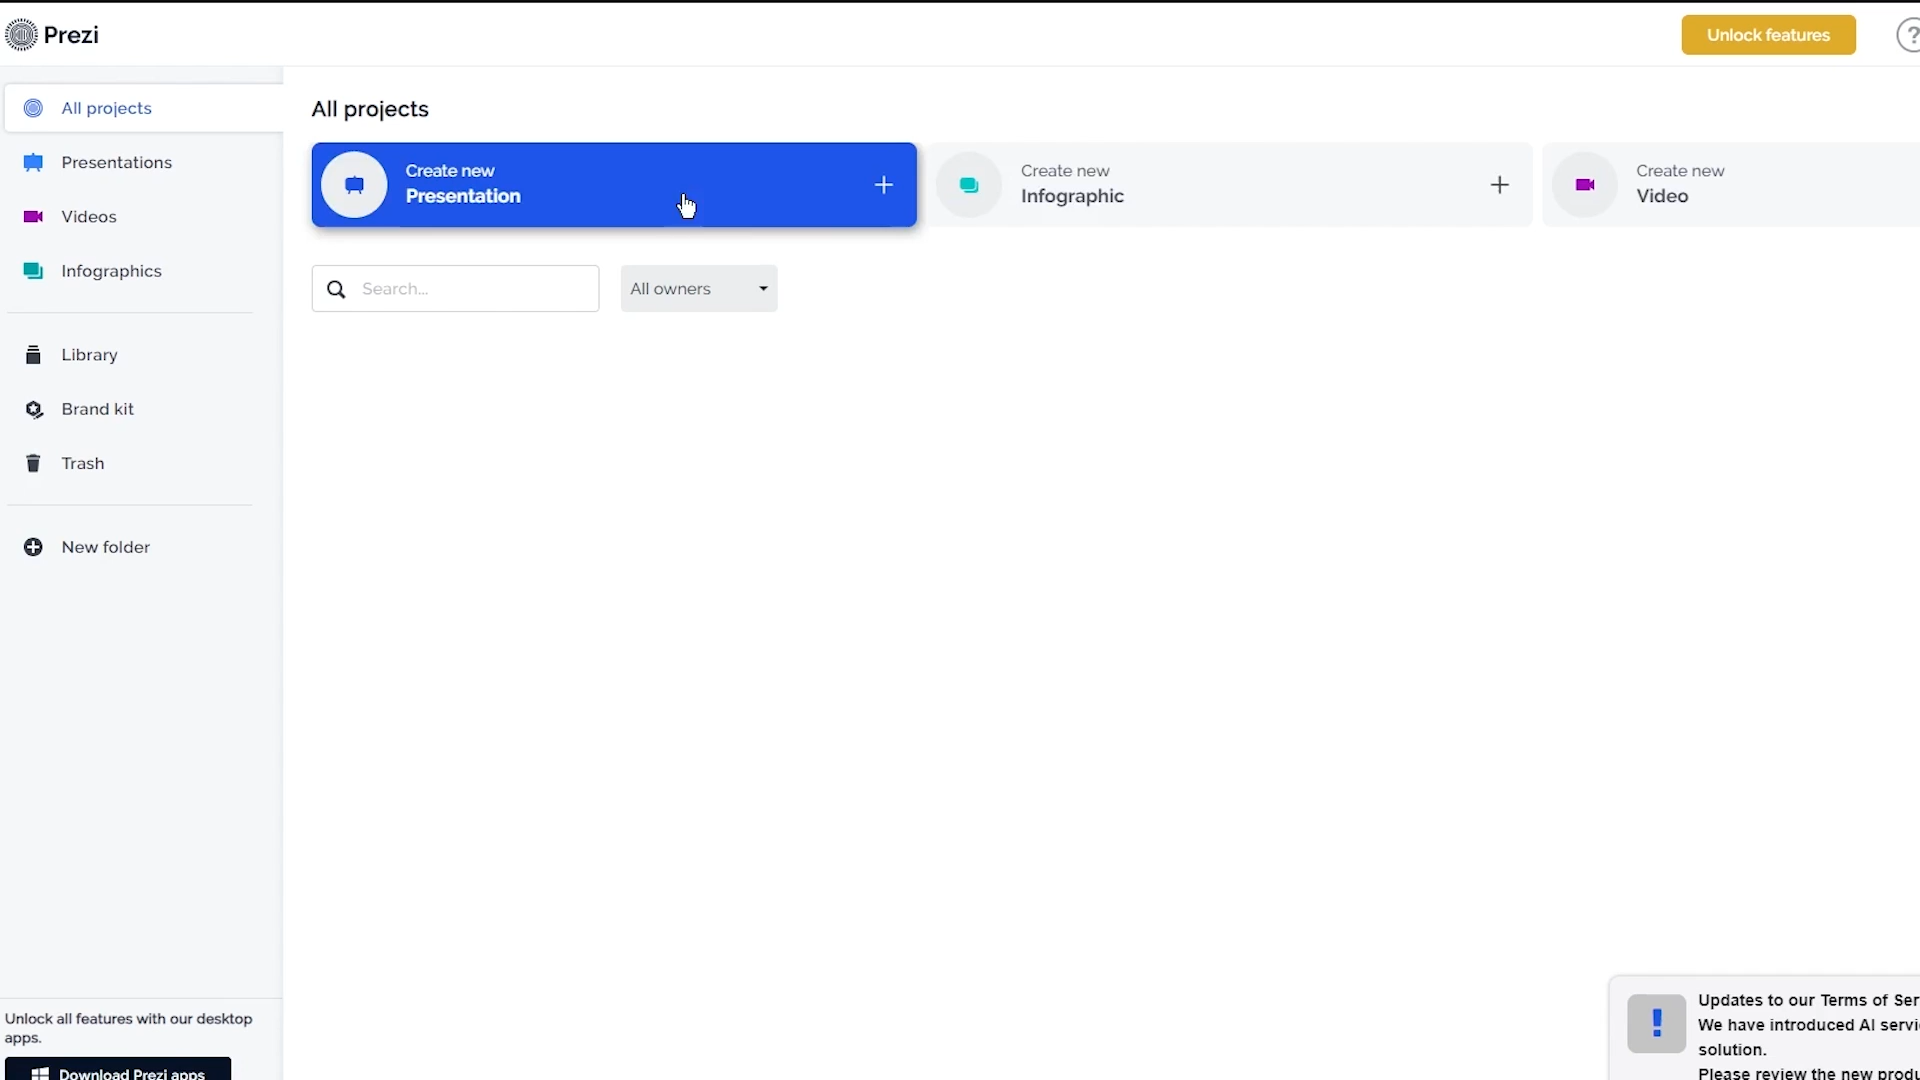 Prezi
Unlock features
?
All projects
Presentations
Videos
Infographics
Library
Brand kit
Trash
New folder
Unlock all features with our desktop
apps.
Download Prezi apps
All projects
Create new
Presentation
Create new
Infographic
Create new
Video
Search...
All owners
!
Updates to our Terms of Ser
We have introduced AI servi
solution.
Please review the new produ